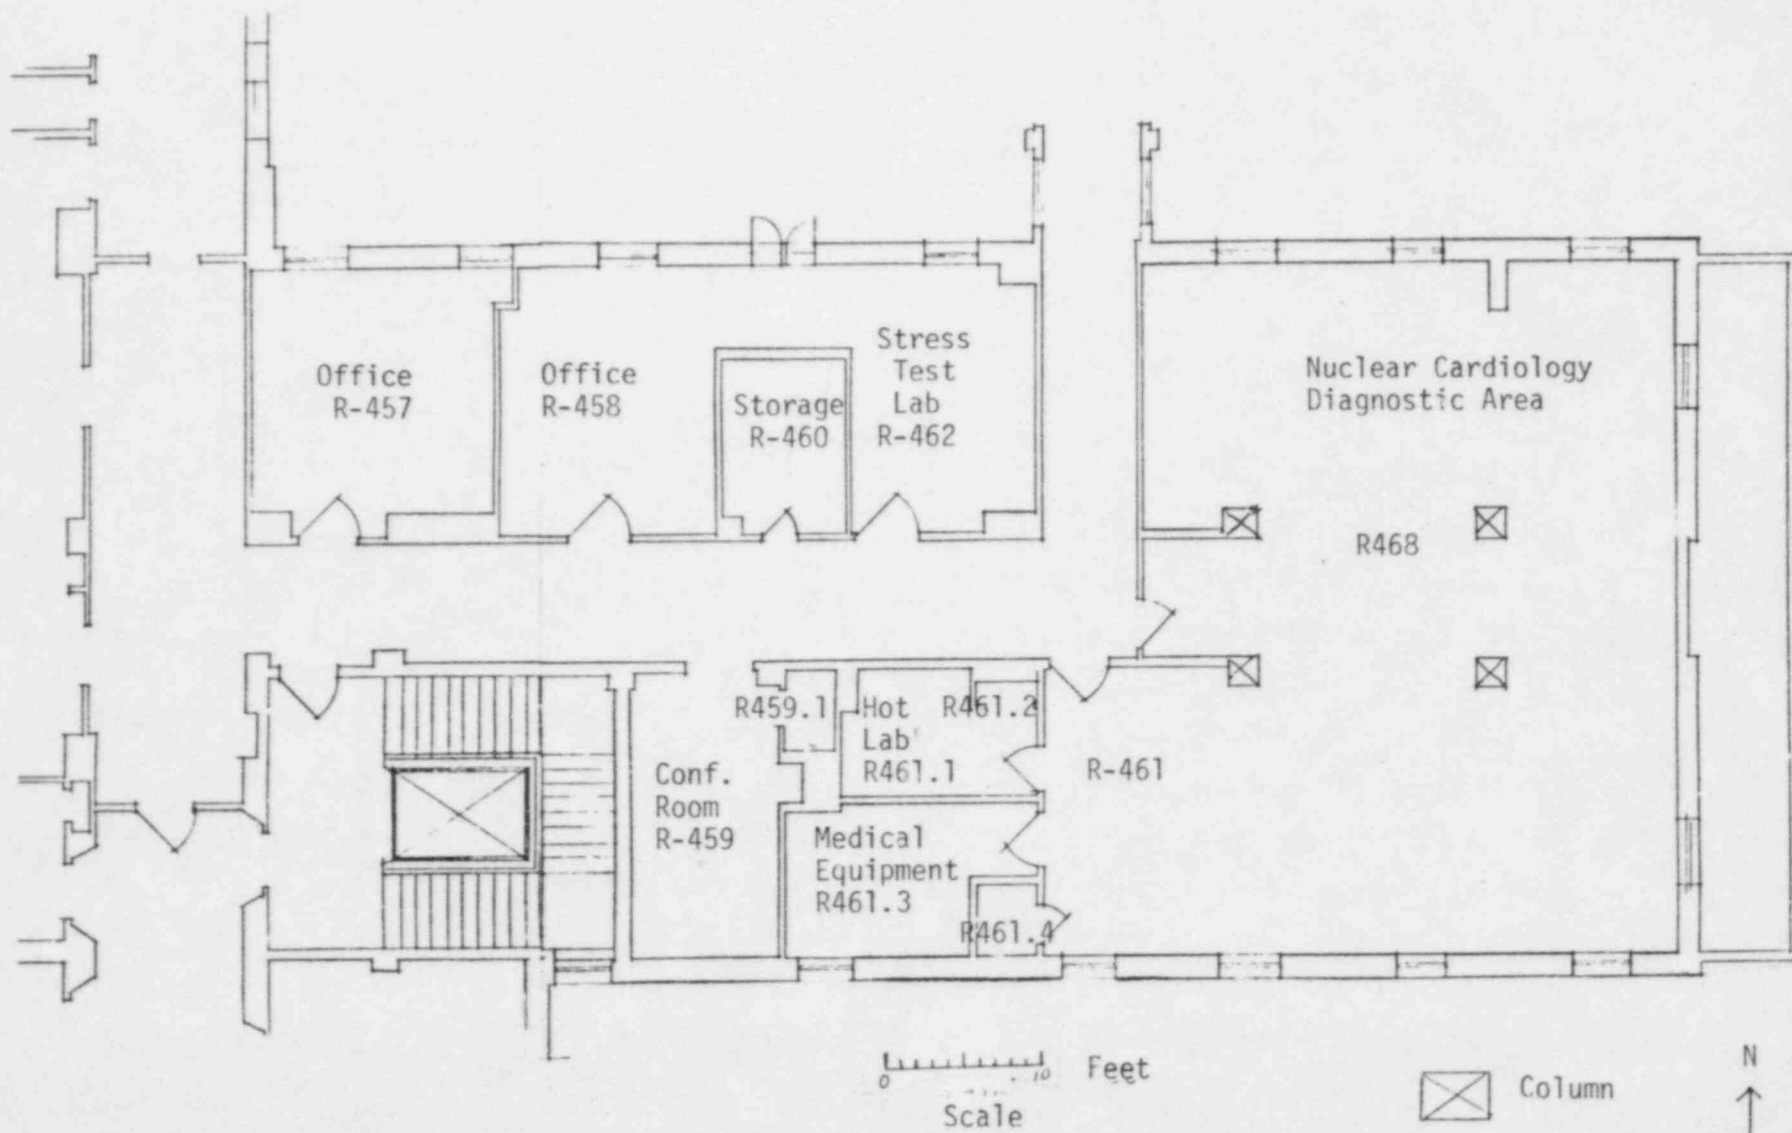 Office
R-457
Office
R-458
Storage
R-460
Stress
Test
Lab
R-462
Nuclear Cardiology
Diagnostic Area
R468
R459.1
Hot
Lab
R461.1
R461.2
R-461
Conf.
Room
R-459
Medical
Equipment
R461.3
R461.4
0 10 Feet
Scale
Column
N